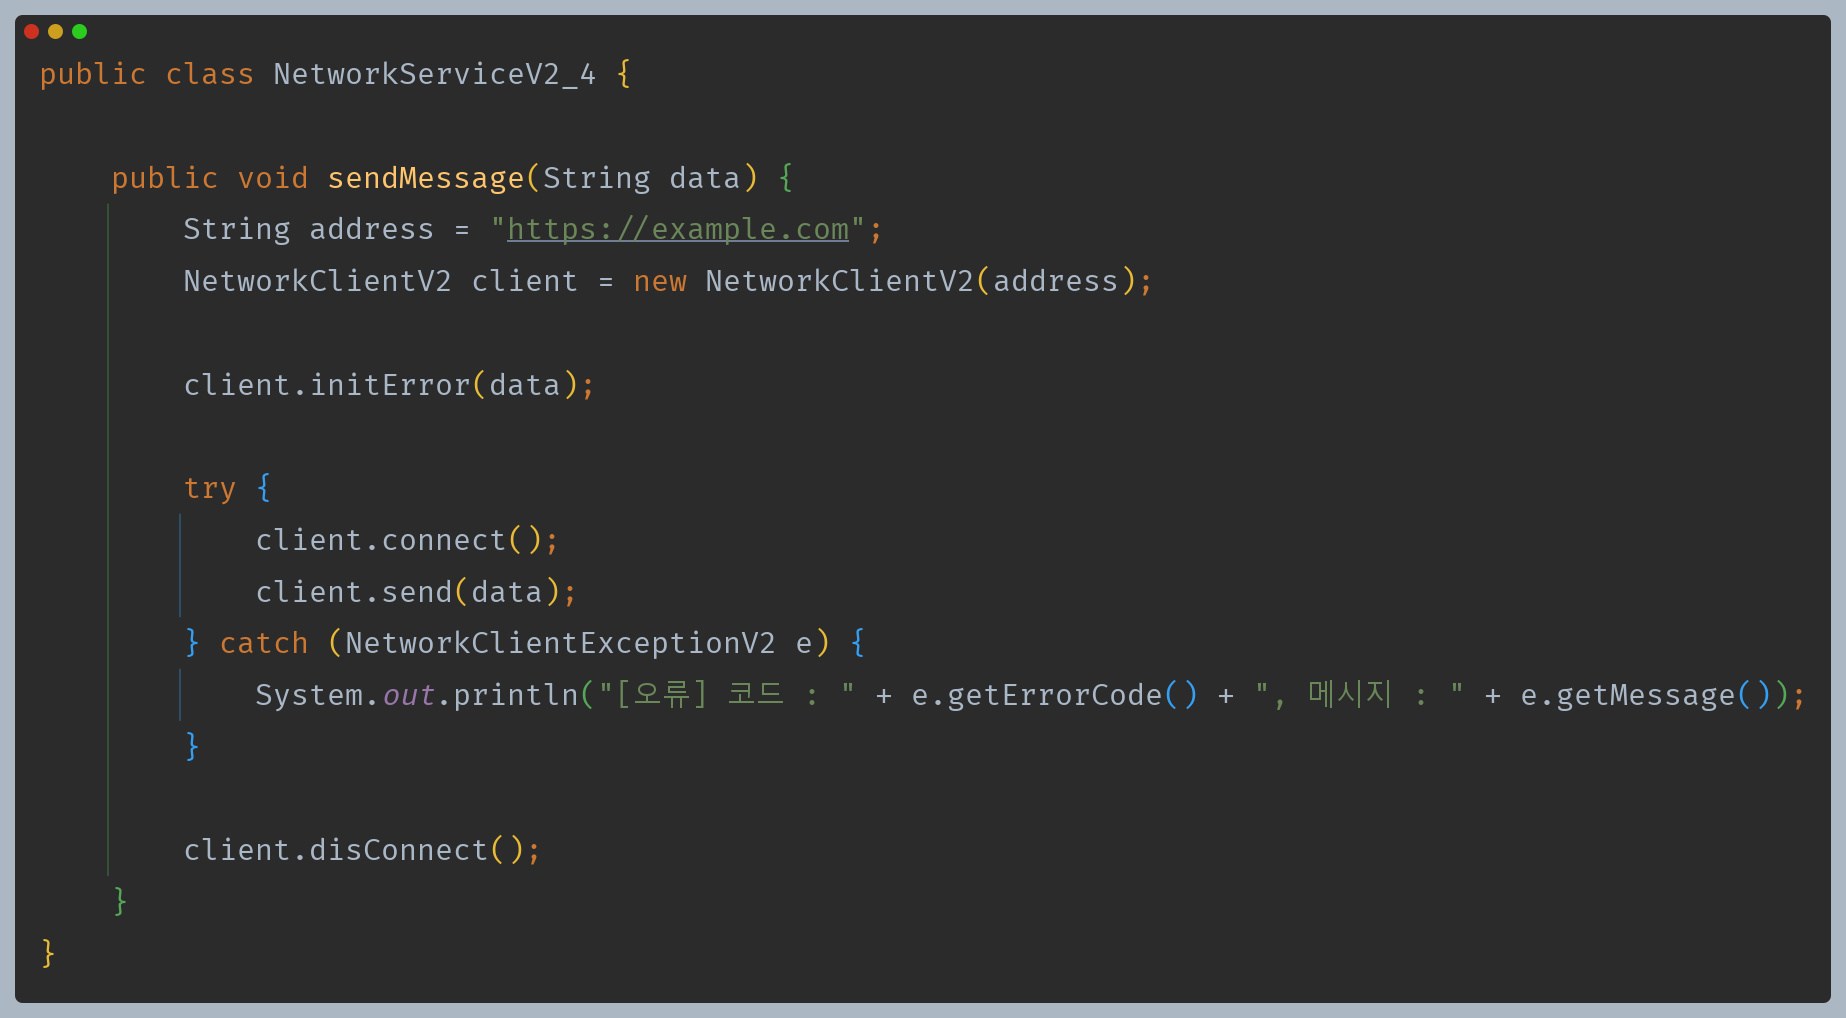 public class NetworkServiceV2_4 {
    public void sendMessage(String data) {
        String address = "https://example.com";
        NetworkClientV2 client = new NetworkClientV2(address);
        client.initError(data);
        try {
            client.connect();
            client.send(data);
        } catch (NetworkClientExceptionV2 e) {
            System.out.println("[오류] 코드 : " + e.getErrorCode() + ", 메시지 : " + e.getMessage());
        }
        client.disConnect();
    }
}